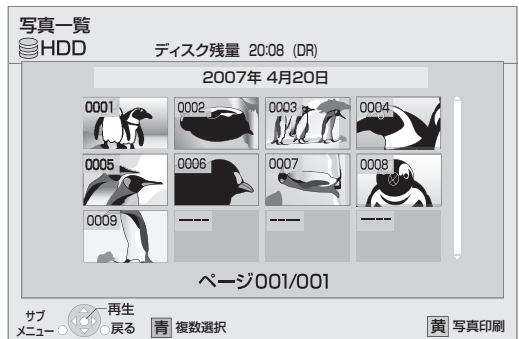 写真一覧
HDD
ディスク残量 20:08 (DR)
2007年 4月20日
0001 0002 0003 0004
0005 0006 0007 0008
0009 ---- ---- ----
ページ001/001
サブ
メニュー
再生
戻る
青 複数選択
黄 写真印刷